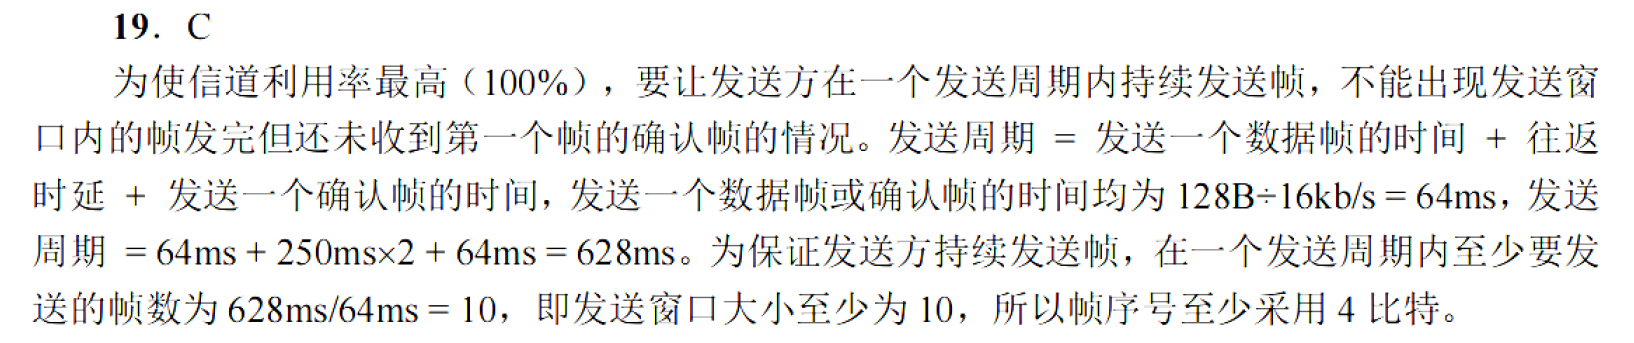 19．C
为使信道利用率最高（100%），要让发送方在一个发送周期内持续发送帧，不能出现发送窗
口内的帧发完但还未收到第一个帧的确认帧的情况。发送周期 = 发送一个数据帧的时间 + 往返
时延 + 发送一个确认帧的时间，发送一个数据帧或确认帧的时间均为 128B÷16kb/s = 64ms，发送
周期 = 64ms + 250ms×2 + 64ms = 628ms。为保证发送方持续发送帧，在一个发送周期内至少要发
送的帧数为 628ms/64ms = 10，即发送窗口大小至少为 10，所以帧序号至少采用 4 比特。